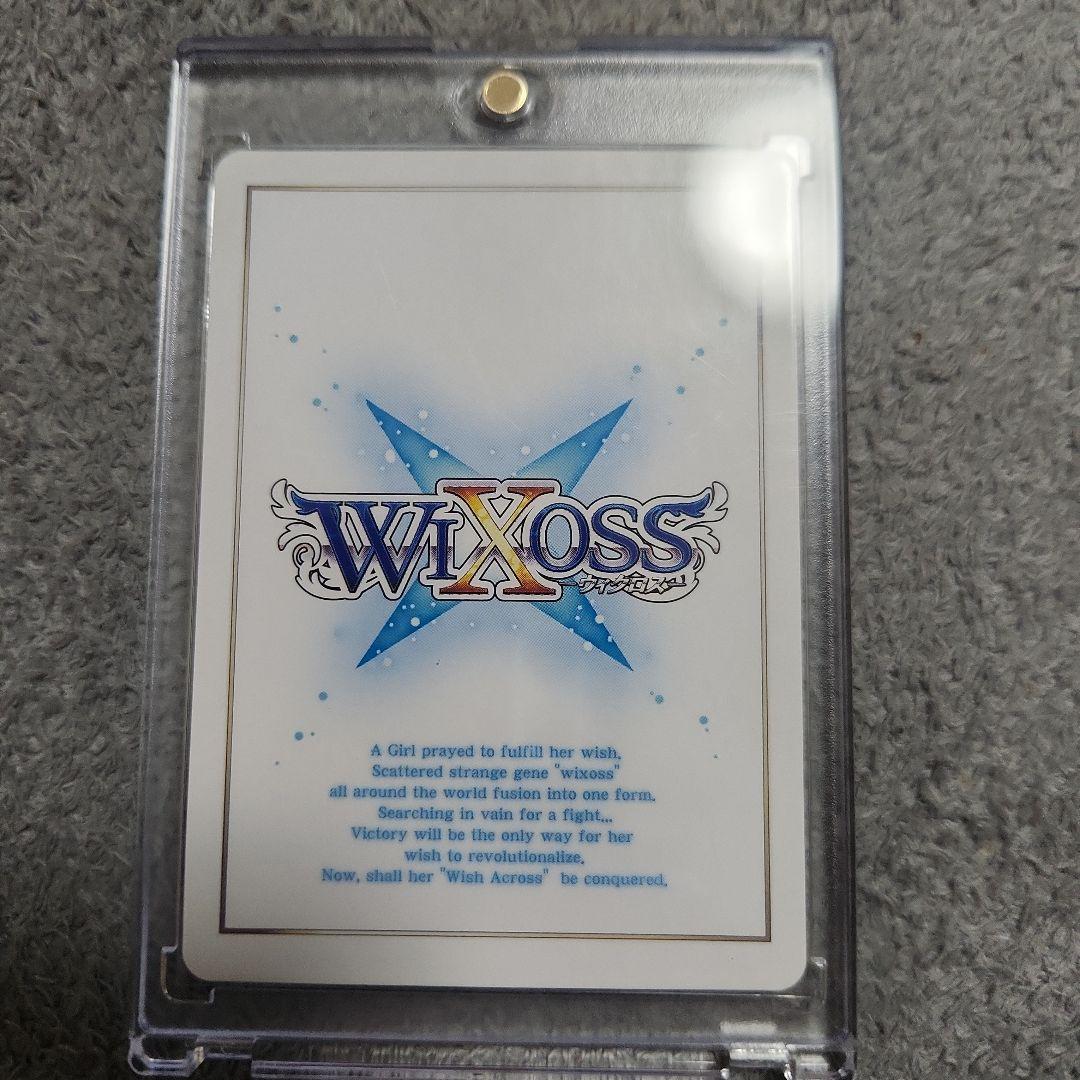 WIXOSS
ーウィクロスー
A Girl prayed to fulfill her wish.
Scattered strange gene "wixoss"
all around the world fusion into one form.
Searching in vain for a fight...
Victory will be the only way for her
wish to revolutionalize.
Now, shall her "Wish Across" be conquered.